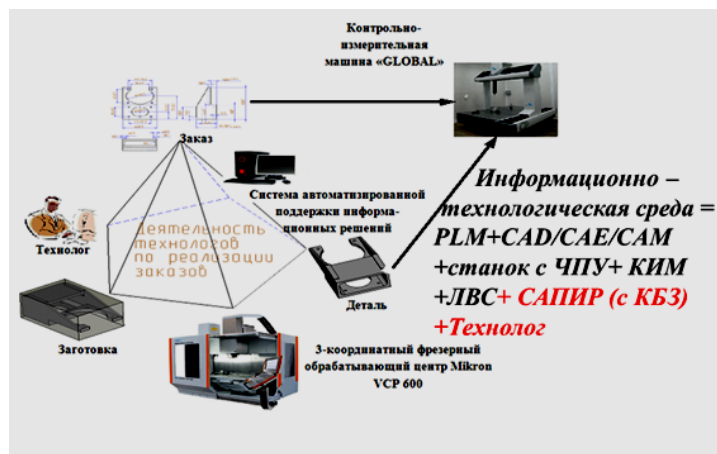 Контрольно-
измерительная
машина «GLOBAL»
Заказ
Система автоматизированной
поддержки информа-
ционных решений
Технолог
Деятельность
технологов
по реализации
заказов
Деталь
Заготовка
3-координатный фрезерный
обрабатывающий центр Mikron
VCP 600
Информационно –
технологическая среда =
PLM+CAD/CAE/CAM
+станок с ЧПУ+ КИМ
+ЛВС+ САПИР (с КБЗ)
+Технолог